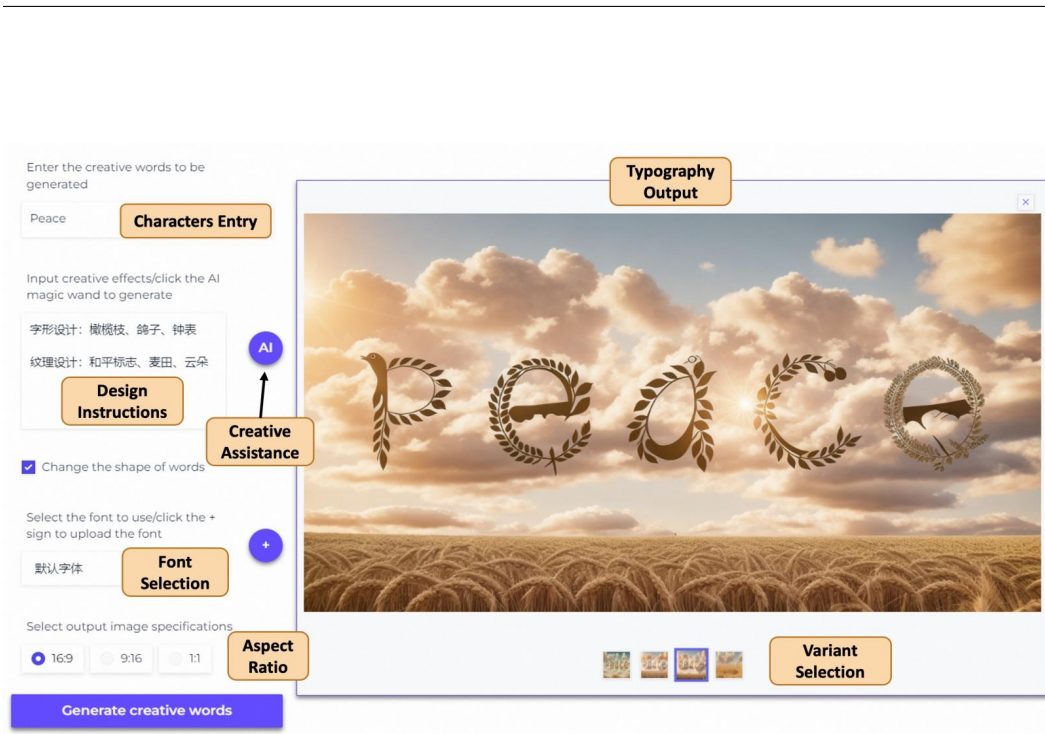 Enter the creative words to be
generated
Peace
Characters Entry
Input creative effects/click the AI
magic wand to generate
字形设计：橄榄枝、鸽子、钟表
纹理设计：和平标志、麦田、云朵
Design
Instructions
AI
Creative
Assistance
Change the shape of words
Select the font to use/click the +
sign to upload the font
默认字体
Font
Selection
+
Select output image specifications
16:9
9:16
1:1
Aspect
Ratio
Generate creative words
Typography
Output
Peace
Variant
Selection